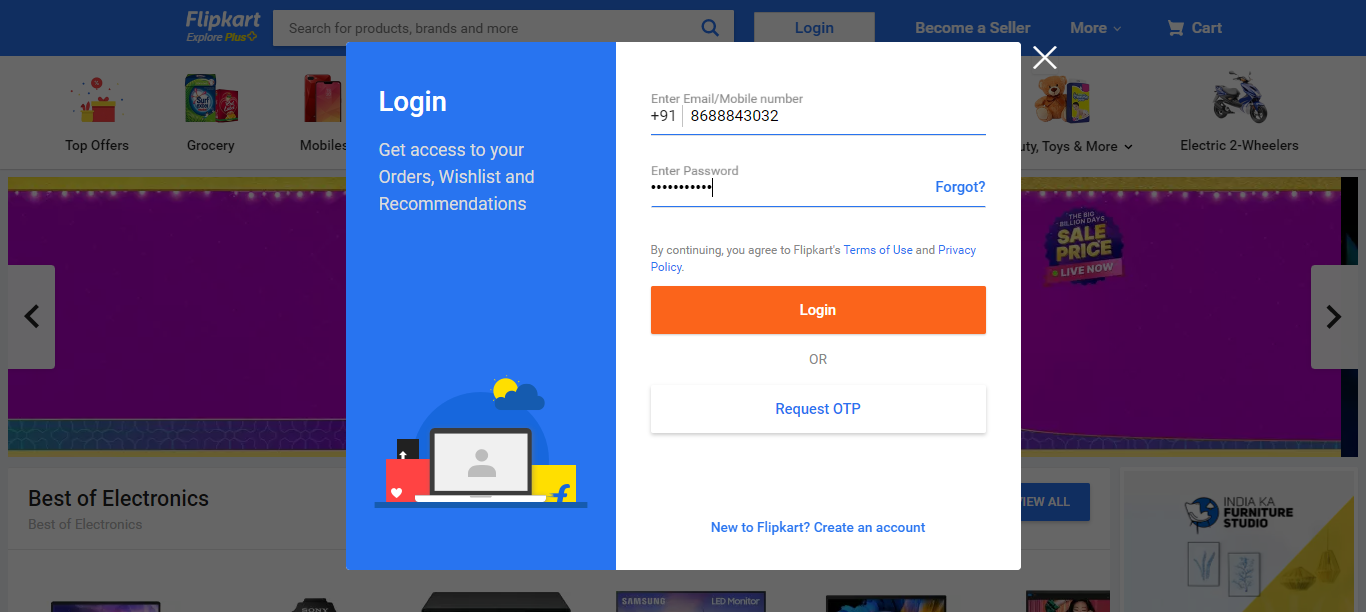 Flipkart
Explore Plus
Search for products, brands and more
Login
Become a Seller
More
Cart
Top Offers
Grocery
Mobiles
uty, Toys & More
Electric 2-Wheelers
Login
Get access to your
Orders, Wishlist and
Recommendations
Enter Email/Mobile number
+91 8688843032
Enter Password
•••••••••••
Forgot?
By continuing, you agree to Flipkart's Terms of Use and Privacy
Policy.
Login
OR
Request OTP
New to Flipkart? Create an account
THE BIG
BILLION DAYS
SALE
PRICE
LIVE NOW
Best of Electronics
Best of Electronics
VIEW ALL
INDIA KA
FURNITURE
STUDIO
SONY
SAMSUNG
LED Monitor